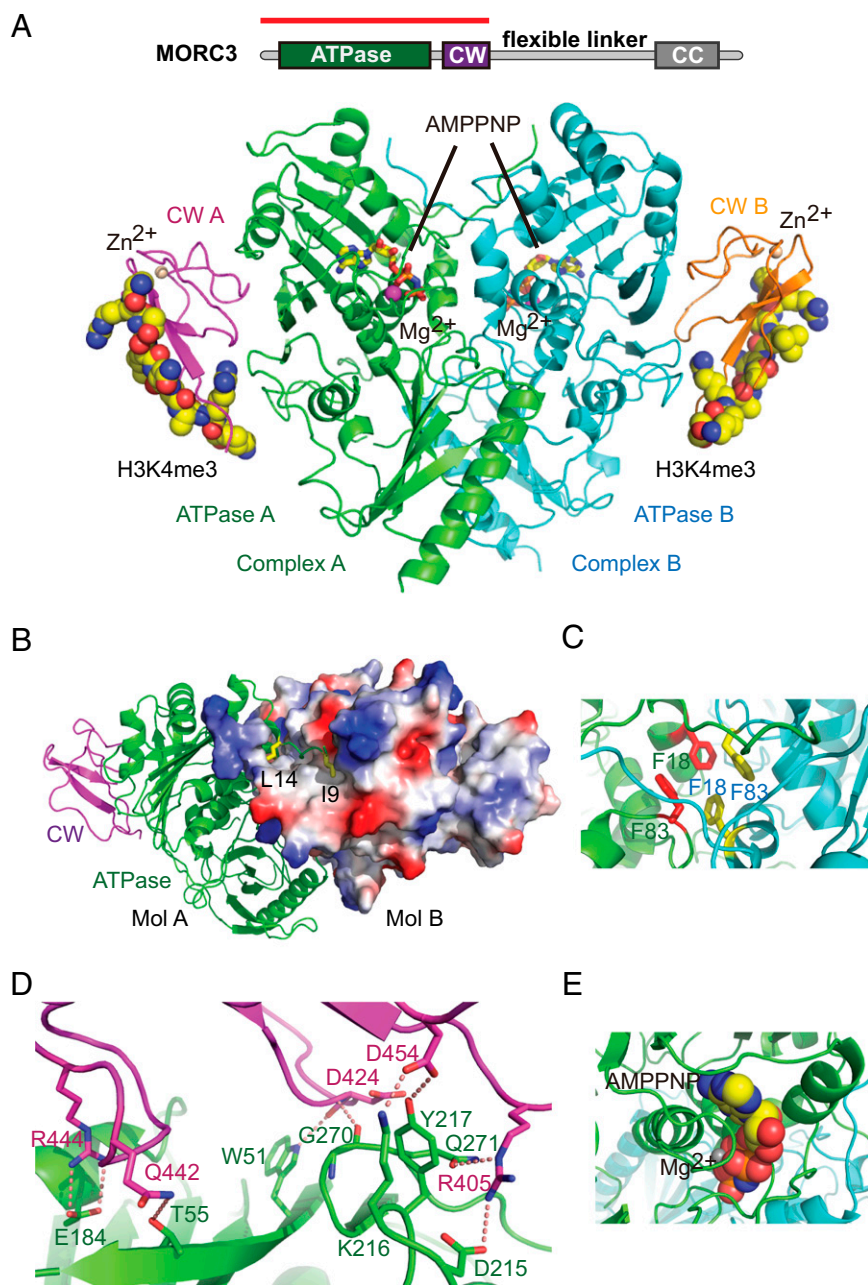 A
MORC3
ATPase
CW
flexible linker
CC
AMPPNP
CW A
Zn2+
Mg2+
Mg2+
CW B
Zn2+
H3K4me3
H3K4me3
ATPase A
ATPase B
Complex A
Complex B
B
L14
I9
CW
ATPase
Mol A
Mol B
C
F18
F18
F83
F83
D
D454
D424
R444
G270
Y217
W51
Q271
Q442
R405
T55
E184
K216
D215
E
AMPPNP
Mg2+